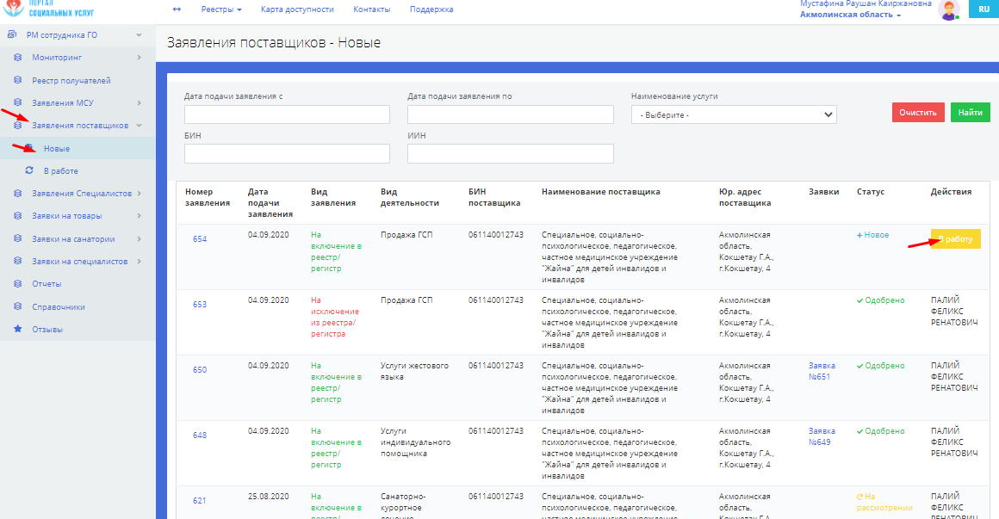 ПОРТАЛ
СОЦИАЛЬНЫХ УСЛУГ
Реестры
Карта доступности
Контакты
Поддержка
Мустафина Раушан Каиржановна
Акмолинская область
RU
РМ сотрудника ГО
Мониторинг
Реестр получателей
Заявления МСУ
Заявления поставщиков
Новые
В работе
Заявления Специалистов
Заявки на товары
Заявки на санатории
Заявки на специалистов
Отчеты
Справочники
Отзывы
Заявления поставщиков - Новые
Дата подачи заявления с
Дата подачи заявления по
Наименование услуги
- Выберите -
Очистить
Найти
БИН
ИИН
Номер
заявления
Дата
подачи
заявления
Вид
заявления
Вид
деятельности
БИН
поставщика
Наименование поставщика
Юр. адрес
поставщика
Заявки
Статус
Действия
654
04.09.2020
На
включение в
реестр/
регистр
Продажа ГСП
061140012743
Специальное, социально-
психологическое, педагогическое,
частное медицинское учреждение
"Жайна" для детей инвалидов и
инвалидов
Акмолинская
область,
Кокшетау Г.А.,
г.Кокшетау, 4
Новое
В работу
653
04.09.2020
На
исключение
из реестра/
регистра
Продажа ГСП
061140012743
Специальное, социально-
психологическое, педагогическое,
частное медицинское учреждение
"Жайна" для детей инвалидов и
инвалидов
Акмолинская
область,
Кокшетау Г.А.,
г.Кокшетау, 4
Одобрено
ПАЛИЙ
ФЕЛИКС
РЕНАТОВИЧ
650
04.09.2020
На
включение в
реестр/
регистр
Услуги жестового
языка
061140012743
Специальное, социально-
психологическое, педагогическое,
частное медицинское учреждение
"Жайна" для детей инвалидов и
инвалидов
Акмолинская
область,
Кокшетау Г.А.,
г.Кокшетау, 4
Заявка
№651
Одобрено
ПАЛИЙ
ФЕЛИКС
РЕНАТОВИЧ
648
04.09.2020
На
включение в
реестр/
регистр
Услуги
индивидуального
помощника
061140012743
Специальное, социально-
психологическое, педагогическое,
частное медицинское учреждение
"Жайна" для детей инвалидов и
инвалидов
Акмолинская
область,
Кокшетау Г.А.,
г.Кокшетау, 4
Заявка
№649
Одобрено
ПАЛИЙ
ФЕЛИКС
РЕНАТОВИЧ
621
25.08.2020
На
включение в
реестр/
Санаторно-
курортное
лечение
061140012743
Специальное, социально-
психологическое, педагогическое,
частное медицинское учреждение
Акмолинская
область,
Кокшетау Г.А.,
На
рассмотрении
ПАЛИЙ
ФЕЛИКС
РЕНАТОВИЧ